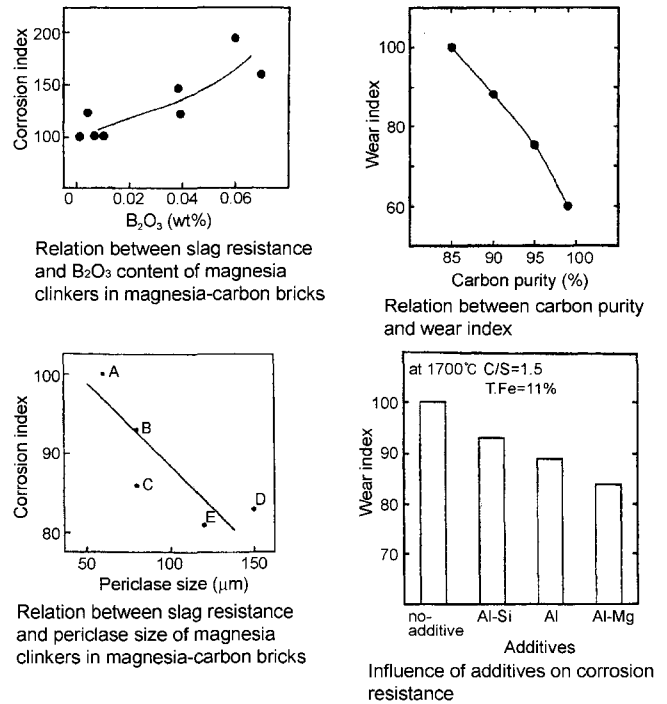 200
150
100
Corrosion index
0
0.02
0.04
0.06
B₂O₃ (wt%)
Relation between slag resistance
and B₂O₃ content of magnesia
clinkers in magnesia-carbon bricks
100
80
60
Wear index
85
90
95
100
Carbon purity (%)
Relation between carbon purity
and wear index
100
90
80
Corrosion index
A
B
C
D
E
50
100
150
Periclase size (μm)
Relation between slag resistance
and periclase size of magnesia
clinkers in magnesia-carbon bricks
at 1700℃ C/S=1.5
T.Fe=11%
100
90
80
70
Wear index
no-
additive
Al-Si
Al
Al-Mg
Additives
Influence of additives on corrosion
resistance